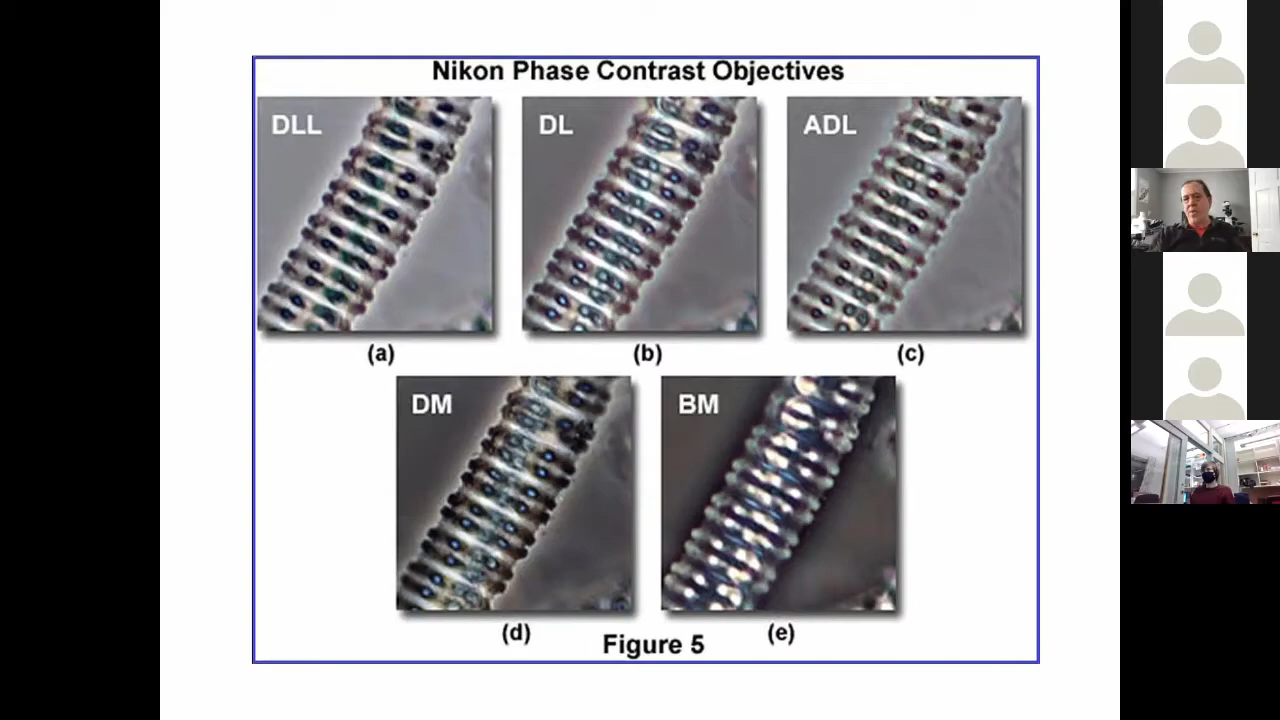 Nikon Phase Contrast Objectives
DLL
DL
ADL
(a)
(b)
(c)
DM
BM
(d)
(e)
Figure 5